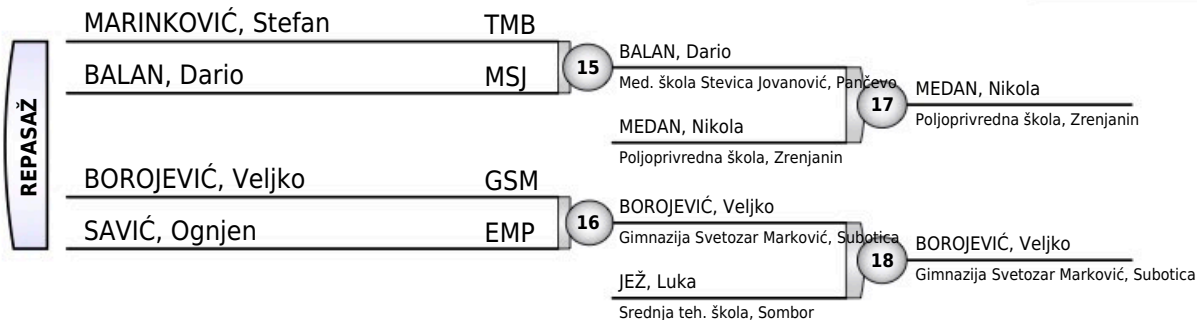 REPASAŽ
MARINKOVIĆ, Stefan TMB
BALAN, Dario MSJ
BOROJEVIĆ, Veljko GSM
SAVIĆ, Ognjen EMP
15
BALAN, Dario
Med. škola Stevica Jovanović, Pančevo
MEDAN, Nikola
Poljoprivredna škola, Zrenjanin
17
MEDAN, Nikola
Poljoprivredna škola, Zrenjanin
16
BOROJEVIĆ, Veljko
Gimnazija Svetozar Marković, Subotica
JEŽ, Luka
Srednja teh. škola, Sombor
18
BOROJEVIĆ, Veljko
Gimnazija Svetozar Marković, Subotica